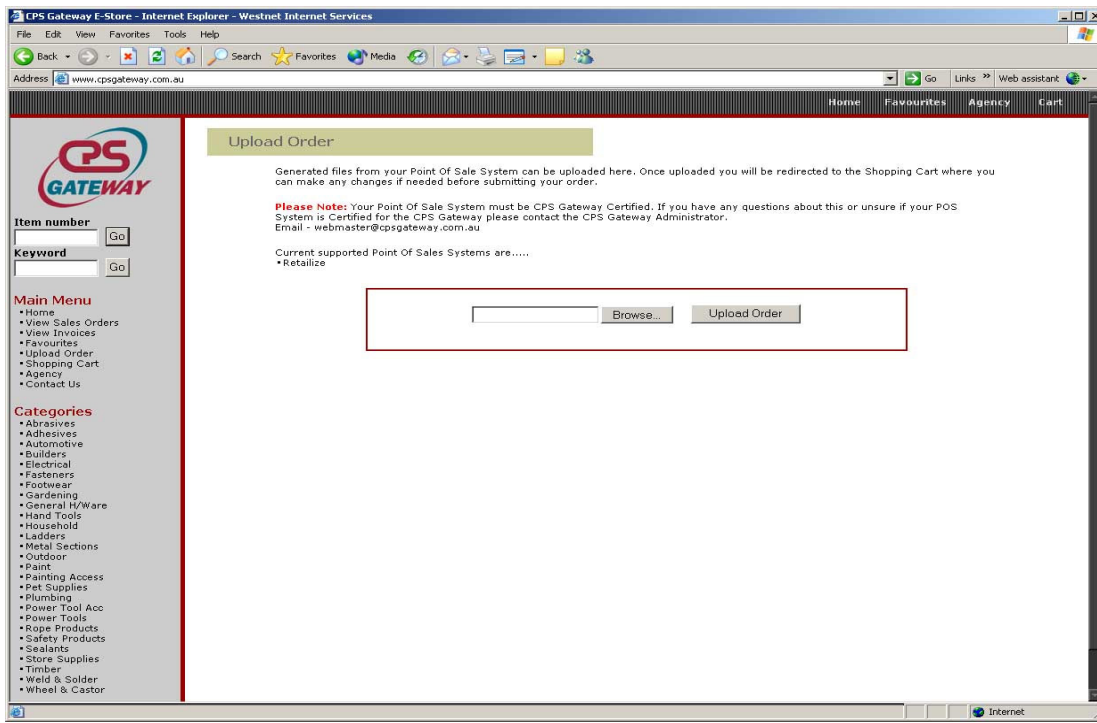 CPS Gateway E-Store - Internet Explorer - Westnet Internet Services
File Edit View Favorites Tools Help
Back Search Favorites Media
Address www.cpsgateway.com.au Go Links » Web assistant
Home Favourites Agency Cart
CPS
GATEWAY
Item number
Go
Keyword
Go
Main Menu
• Home
• View Sales Orders
• View Invoices
• Favourites
• Upload Order
• Shopping Cart
• Agency
• Contact Us
Categories
• Abrasives
• Adhesives
• Automotive
• Builders
• Electrical
• Fasteners
• Footwear
• Gardening
• General H/Ware
• Hand Tools
• Household
• Ladders
• Metal Sections
• Outdoor
• Paint
• Painting Access
• Pet Supplies
• Plumbing
• Power Tool Acc
• Power Tools
• Rope Products
• Safety Products
• Sealants
• Store Supplies
• Timber
• Weld & Solder
• Wheel & Castor
Upload Order
Generated files from your Point Of Sale System can be uploaded here. Once uploaded you will be redirected to the Shopping Cart where you
can make any changes if needed before submitting your order.
Please Note: Your Point Of Sale System must be CPS Gateway Certified. If you have any questions about this or unsure if your POS
System is Certified for the CPS Gateway please contact the CPS Gateway Administrator.
Email - webmaster@cpsgateway.com.au
Current supported Point Of Sales Systems are.....
• Retailize
Browse... Upload Order
Internet